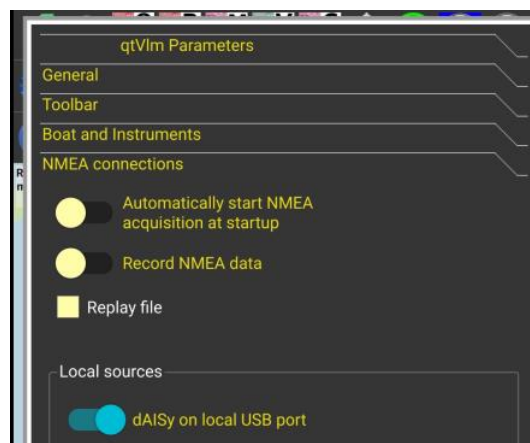 qtVlm Parameters
General
Toolbar
Boat and Instruments
NMEA connections
Automatically start NMEA
acquisition at startup
Record NMEA data
Replay file
Local sources
dAISy on local USB port